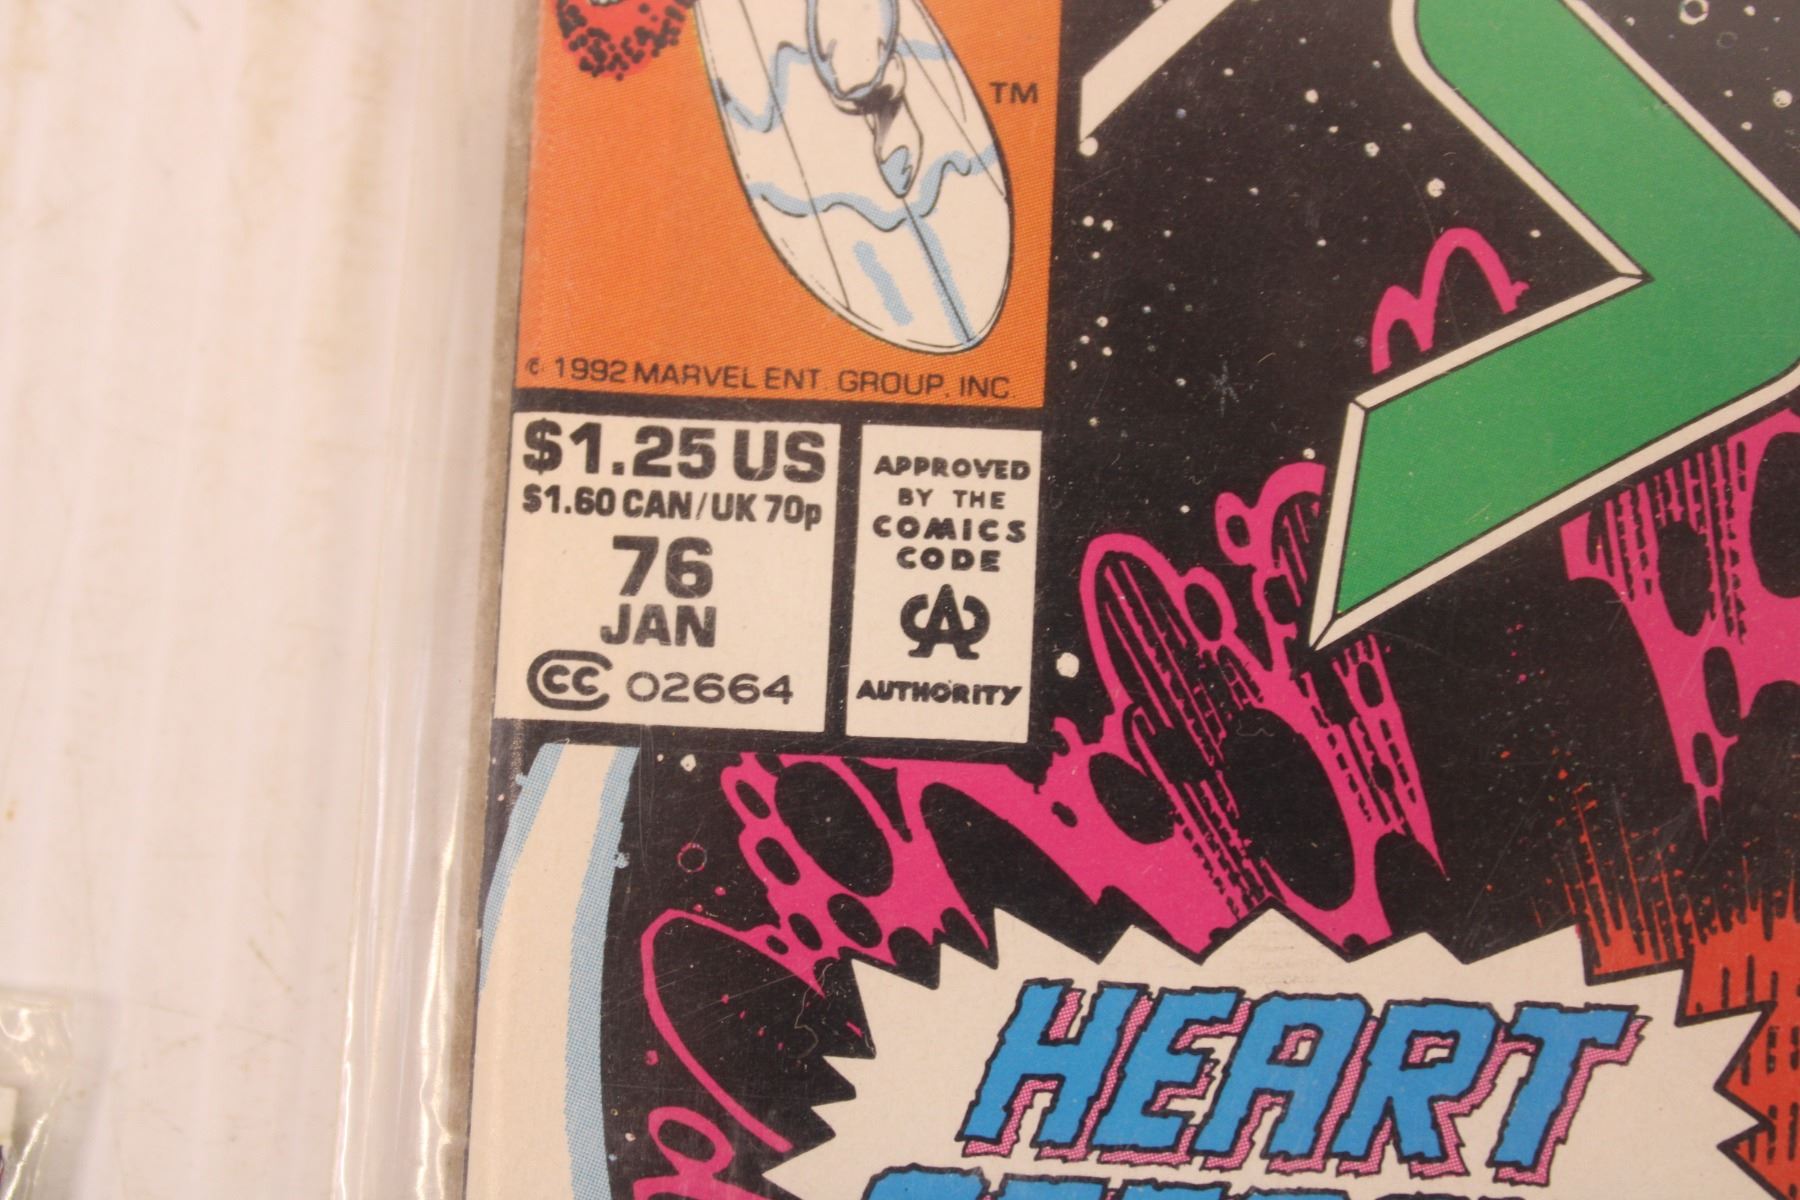 TM
© 1992 MARVEL ENT. GROUP, INC.
$1.25 US
$1.60 CAN/UK 70p
76
JAN
CC 02664
APPROVED
BY THE
COMICS
CODE
CA
AUTHORITY
HEART